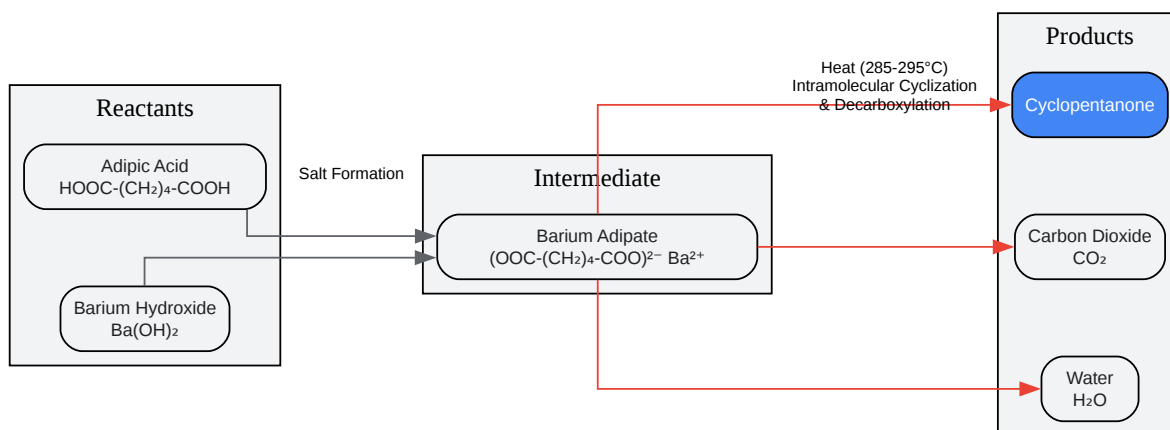 Reactants
Adipic Acid
HOOC-(CH₂)₄-COOH
Barium Hydroxide
Ba(OH)₂
Salt Formation
Intermediate
Barium Adipate
(OOC-(CH₂)₄-COO)²⁻ Ba²⁺
Heat (285-295°C)
Intramolecular Cyclization
& Decarboxylation
Products
Cyclopentanone
Carbon Dioxide
CO₂
Water
H₂O